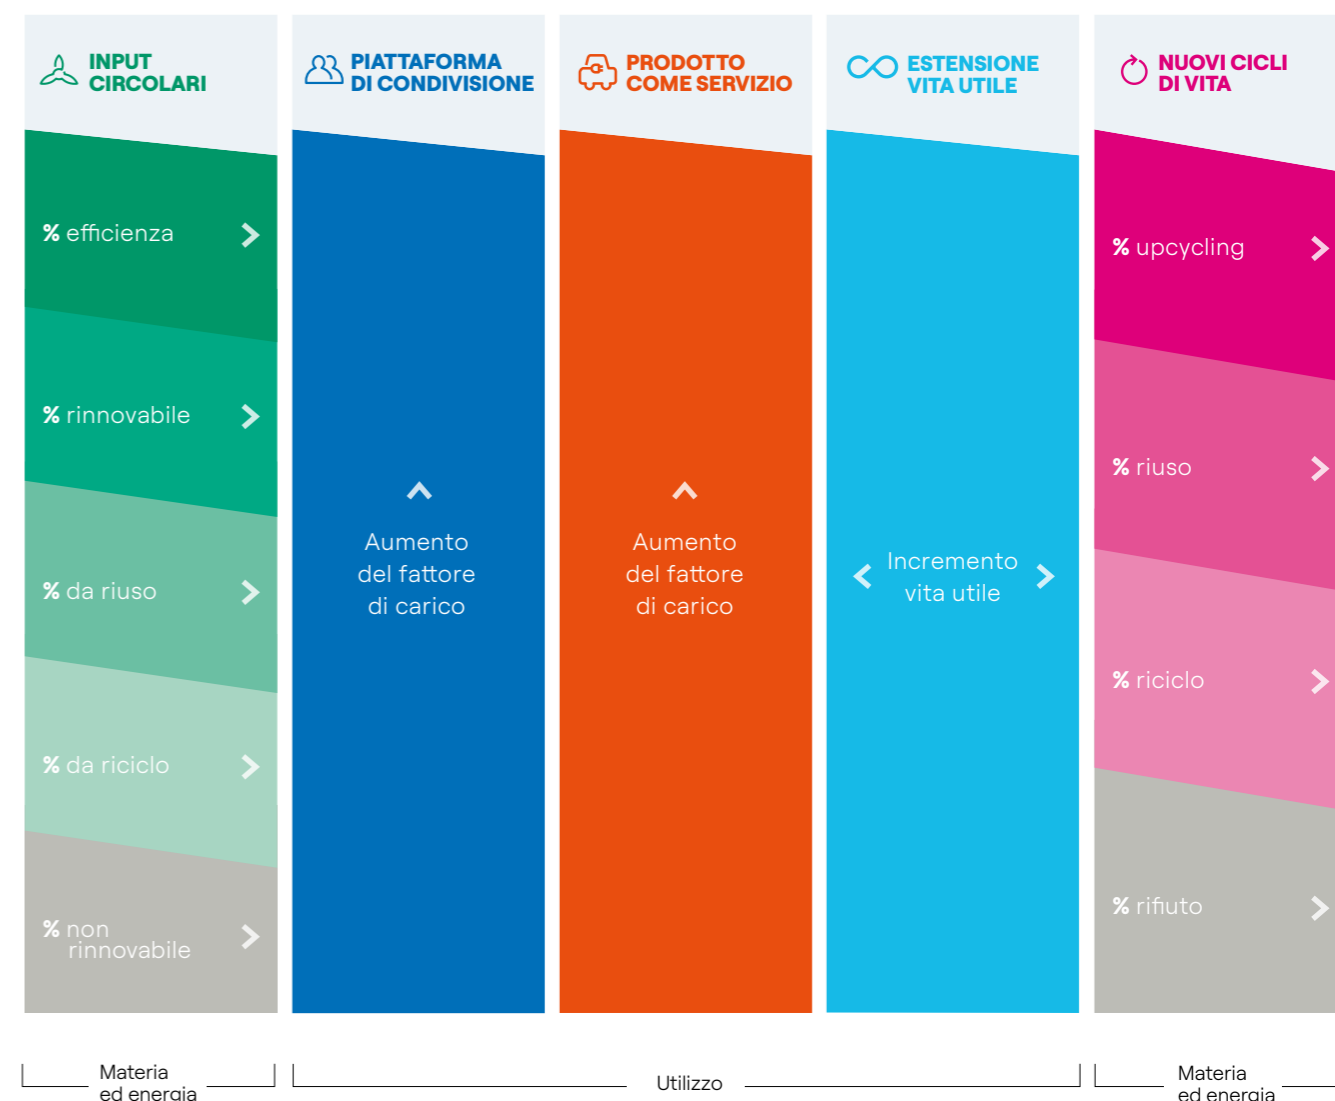 INPUT
CIRCOLARI
% efficienza
% rinnovabile
% da riuso
% da riciclo
% non
rinnovabile
PIATTAFORMA
DI CONDIVISIONE
Aumento
del fattore
di carico
PRODOTTO
COME SERVIZIO
Aumento
del fattore
di carico
ESTENSIONE
VITA UTILE
Incremento
vita utile
NUOVI CICLI
DI VITA
% upcycling
% riuso
% riciclo
% rifiuto
Materia
ed energia
Utilizzo
Materia
ed energia